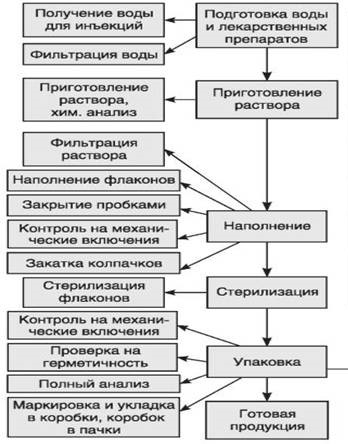 Получение воды
для инъекций
Фильтрация воды
Подготовка воды
и лекарственных
препаратов
Приготовление
раствора,
хим. анализ
Приготовление
раствора
Фильтрация
раствора
Наполнение флаконов
Закрытие пробками
Контроль на механи-
ческие включения
Закатка колпачков
Наполнение
Стерилизация
флаконов
Стерилизация
Контроль на механи-
ческие включения
Проверка на
герметичность
Полный анализ
Маркировка и укладка
в коробки, коробок
в пачки
Упаковка
Готовая
продукция